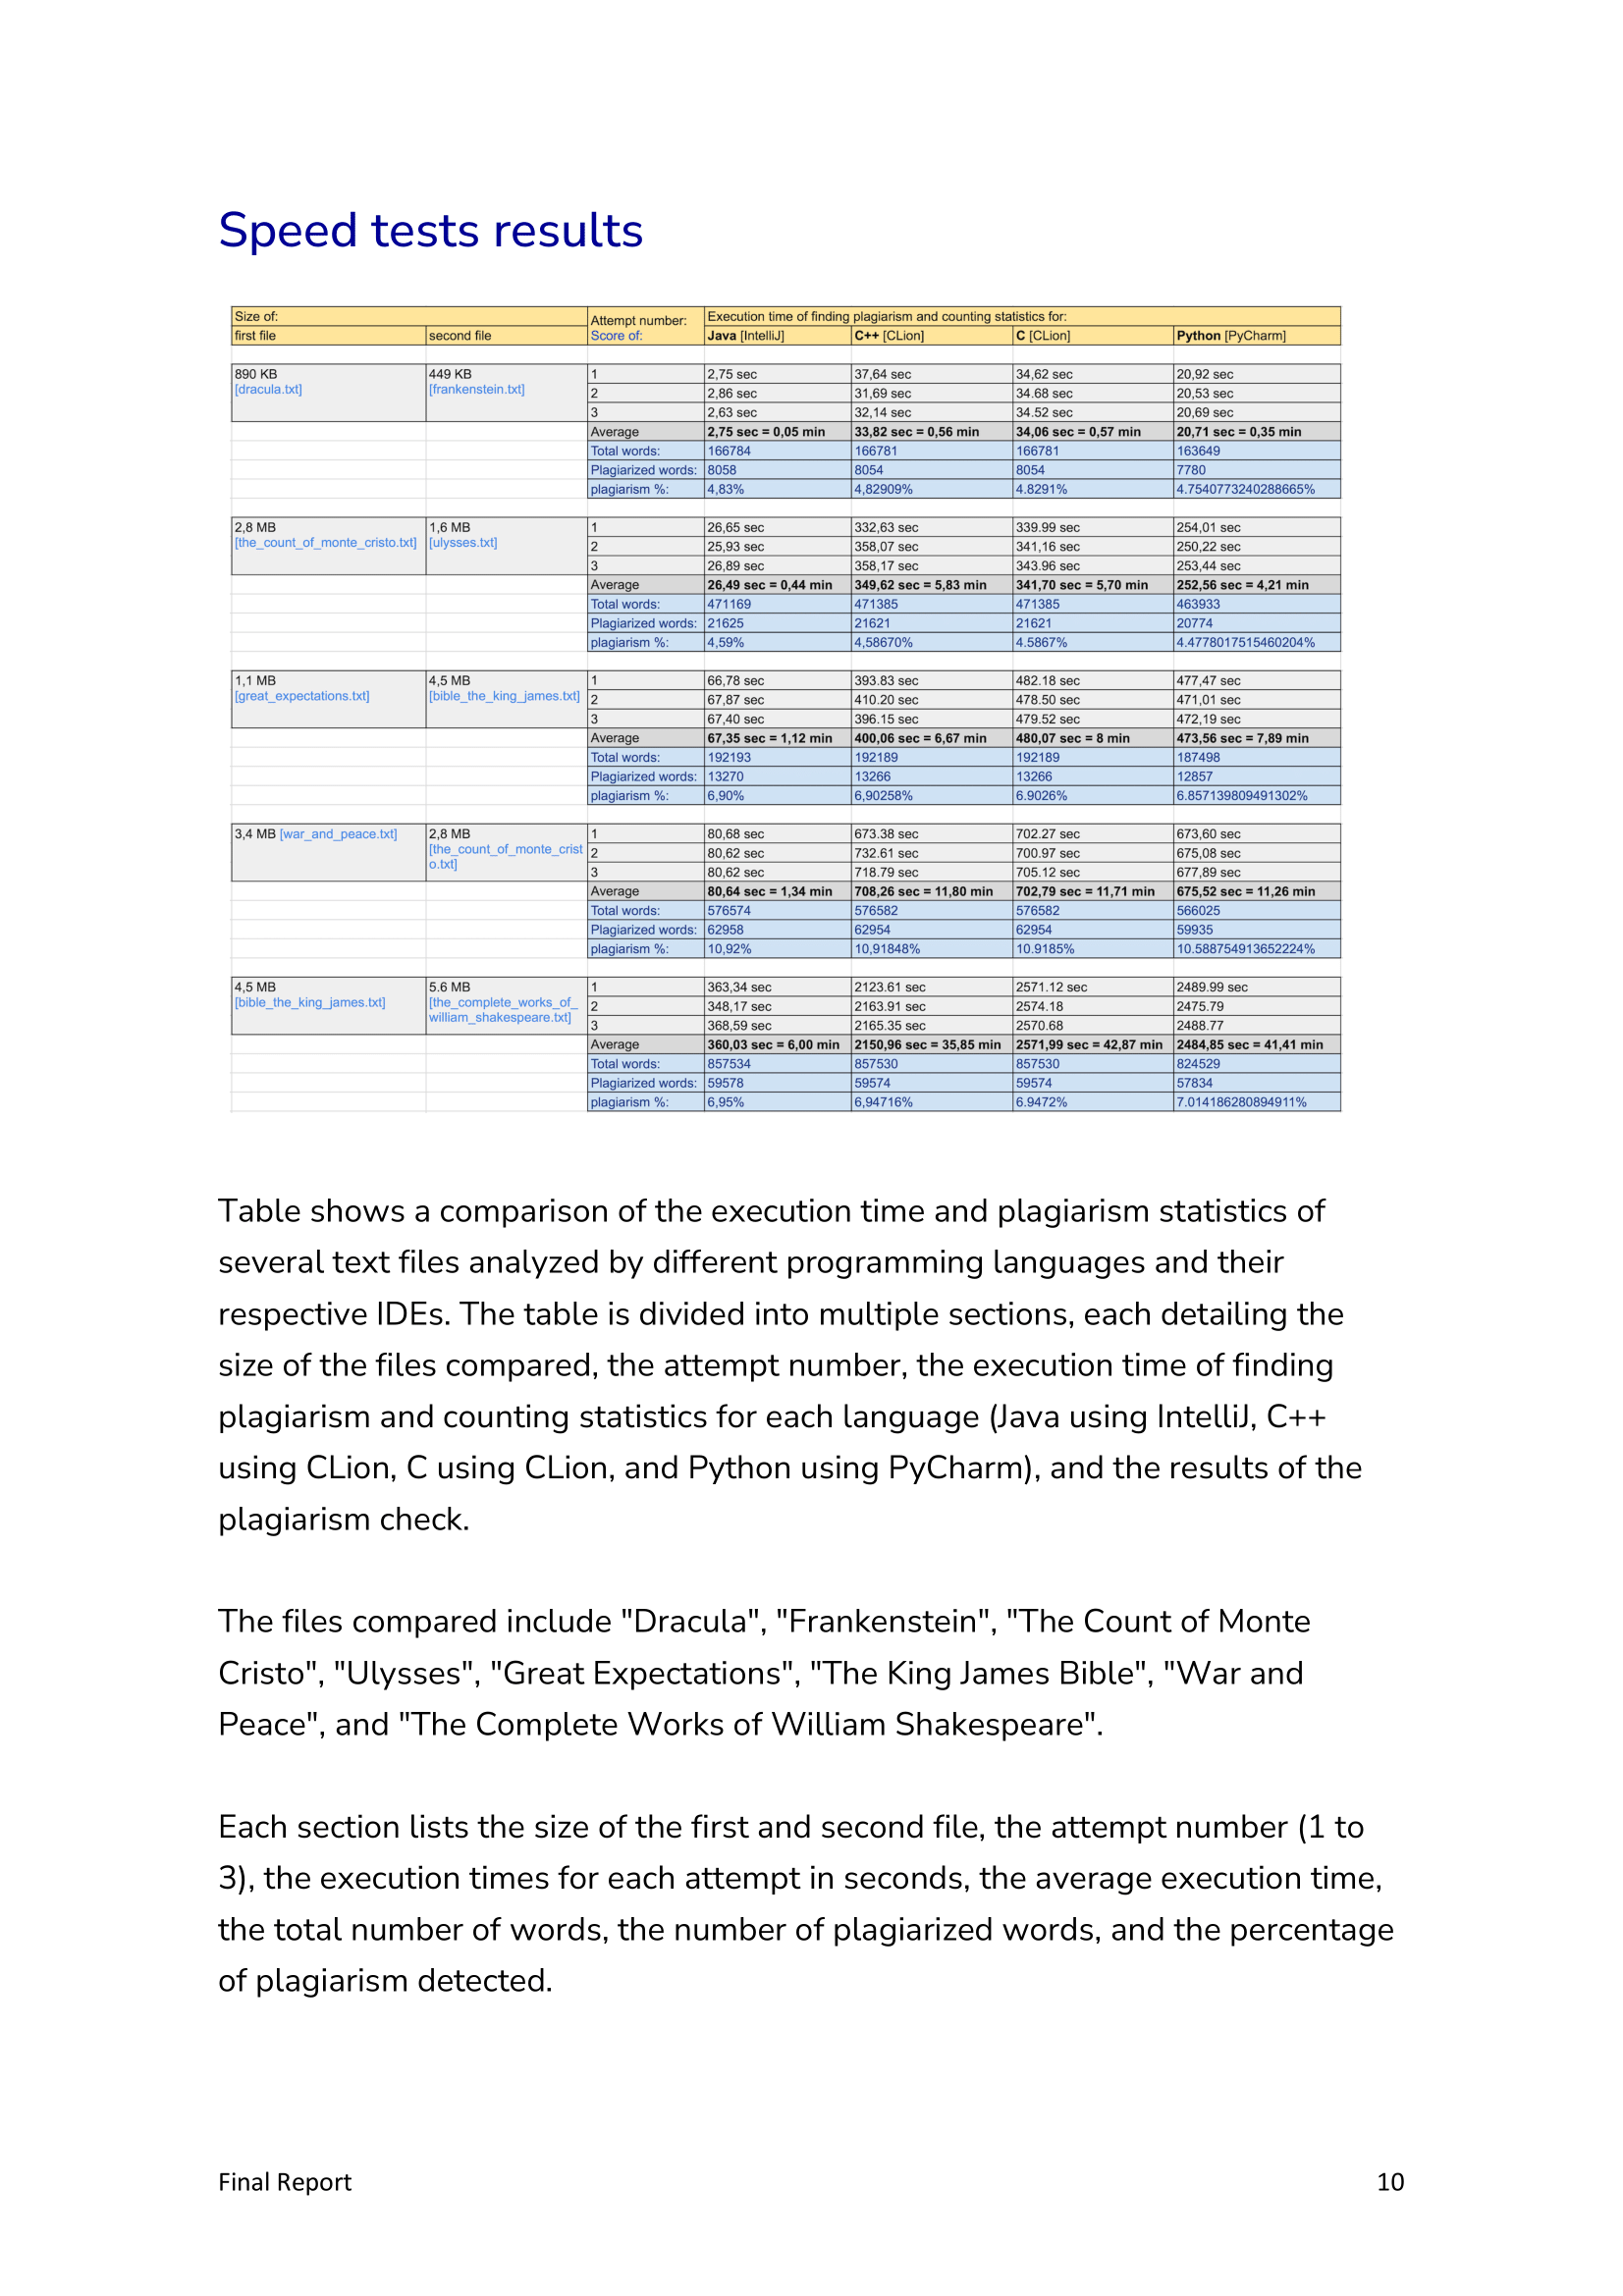 Speed tests results
Size of: Attempt number: Execution time of finding plagiarism and counting statistics for:
first file second file Score of: Java [IntelliJ] C++ [CLion] C [CLion] Python [PyCharm]
890 KB 449 KB 1 2,75 sec 37,64 sec 34,62 sec 20,92 sec
[dracula.txt] [frankenstein.txt] 2 2,86 sec 31,69 sec 34.68 sec 20,53 sec
3 2,63 sec 32,14 sec 34.52 sec 20,69 sec
Average 2,75 sec = 0,05 min 33,82 sec = 0,56 min 34,06 sec = 0,57 min 20,71 sec = 0,35 min
Total words: 166784 166781 166781 163649
Plagiarized words: 8058 8054 8054 7780
plagiarism %: 4,83% 4,82909% 4.8291% 4.7540773240288665%
2,8 MB 1,6 MB 1 26,65 sec 332,63 sec 339.99 sec 254,01 sec
[the_count_of_monte_cristo.txt] [ulysses.txt] 2 25,93 sec 358,07 sec 341,16 sec 250,22 sec
3 26,89 sec 358,17 sec 343.96 sec 253,44 sec
Average 26,49 sec = 0,44 min 349,62 sec = 5,83 min 341,70 sec = 5,70 min 252,56 sec = 4,21 min
Total words: 471169 471385 471385 463933
Plagiarized words: 21625 21621 21621 20774
plagiarism %: 4,59% 4,58670% 4.5867% 4.4778017515460204%
1,1 MB 4,5 MB 1 66,78 sec 393.83 sec 482.18 sec 477,47 sec
[great_expectations.txt] [bible_the_king_james.txt] 2 67,87 sec 410.20 sec 478.50 sec 471,01 sec
3 67,40 sec 396.15 sec 479.52 sec 472,19 sec
Average 67,35 sec = 1,12 min 400,06 sec = 6,67 min 480,07 sec = 8 min 473,56 sec = 7,89 min
Total words: 192193 192189 192189 187498
Plagiarized words: 13270 13266 13266 12857
plagiarism %: 6,90% 6,90258% 6.9026% 6.857139809491302%
3,4 MB [war_and_peace.txt] 2,8 MB 1 80,68 sec 673.38 sec 702.27 sec 673,60 sec
[the_count_of_monte_crist 2 80,62 sec 732.61 sec 700.97 sec 675,08 sec
o.txt] 3 80,62 sec 718.79 sec 705.12 sec 677,89 sec
Average 80,64 sec = 1,34 min 708,26 sec = 11,80 min 702,79 sec = 11,71 min 675,52 sec = 11,26 min
Total words: 576574 576582 576582 566025
Plagiarized words: 62958 62954 62954 59935
plagiarism %: 10,92% 10,91848% 10.9185% 10.588754913652224%
4,5 MB 5.6 MB 1 363,34 sec 2123.61 sec 2571.12 sec 2489.99 sec
[bible_the_king_james.txt] [the_complete_works_of_ 2 348,17 sec 2163.91 sec 2574.18 2475.79
william_shakespeare.txt] 3 368,59 sec 2165.35 sec 2570.68 2488.77
Average 360,03 sec = 6,00 min 2150,96 sec = 35,85 min 2571,99 sec = 42,87 min 2484,85 sec = 41,41 min
Total words: 857534 857530 857530 824529
Plagiarized words: 59578 59574 59574 57834
plagiarism %: 6,95% 6,94716% 6.9472% 7.014186280894911%
Table shows a comparison of the execution time and plagiarism statistics of
several text files analyzed by different programming languages and their
respective IDEs. The table is divided into multiple sections, each detailing the
size of the files compared, the attempt number, the execution time of finding
plagiarism and counting statistics for each language (Java using IntelliJ, C++
using CLion, C using CLion, and Python using PyCharm), and the results of the
plagiarism check.
The files compared include "Dracula", "Frankenstein", "The Count of Monte
Cristo", "Ulysses", "Great Expectations", "The King James Bible", "War and
Peace", and "The Complete Works of William Shakespeare".
Each section lists the size of the first and second file, the attempt number (1 to
3), the execution times for each attempt in seconds, the average execution time,
the total number of words, the number of plagiarized words, and the percentage
of plagiarism detected.
Final Report 10